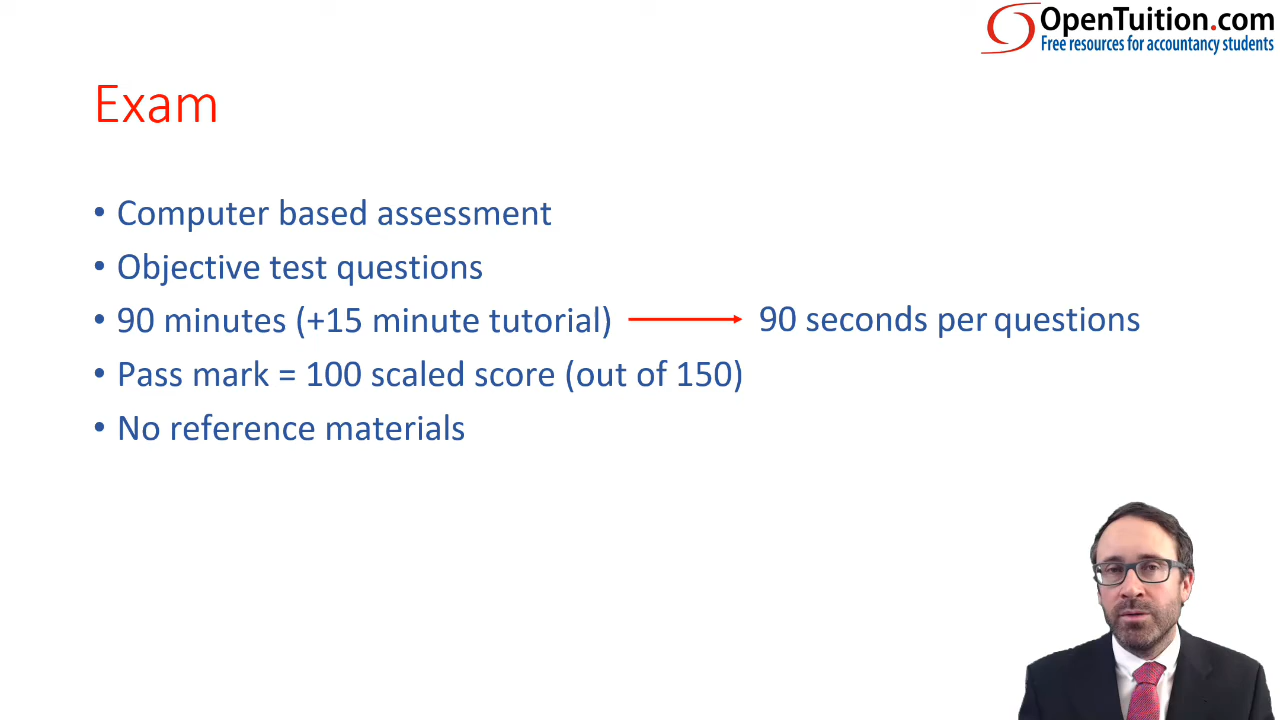 OpenTuition.com
Free resources for accountancy students
Exam
• Computer based assessment
• Objective test questions
• 90 minutes (+15 minute tutorial) 90 seconds per questions
• Pass mark = 100 scaled score (out of 150)
• No reference materials